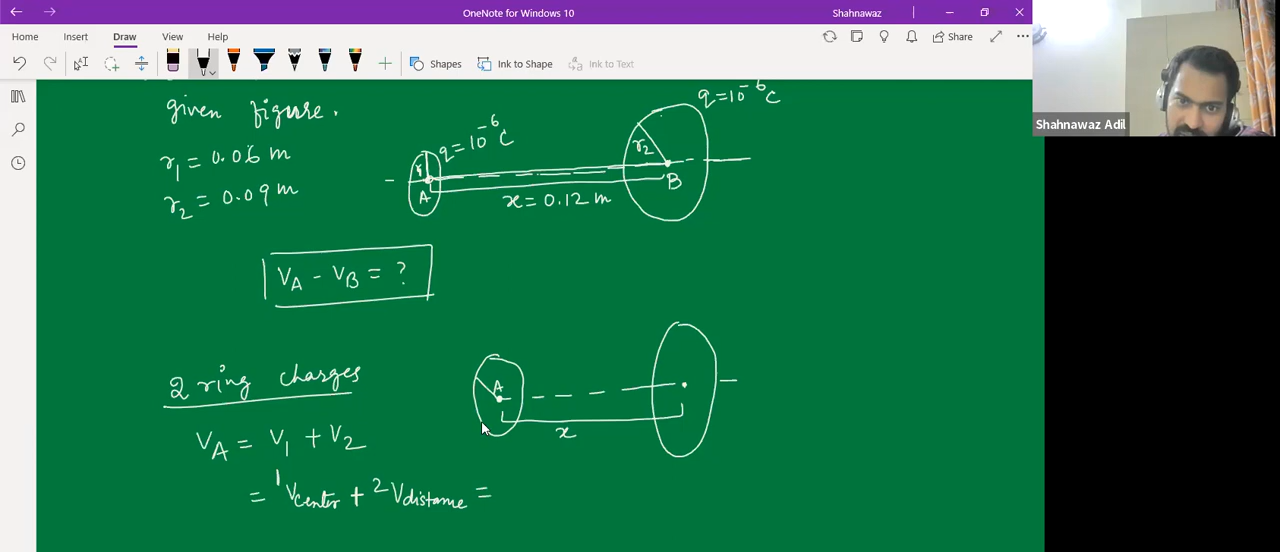 OneNote for Windows 10
Shahnawaz
Home Insert Draw View Help
Share
Shapes Ink to Shape Ink to Text
Shahnawaz Adil
given figure.
r₁ = 0.06 m
r₂ = 0.09 m
q=10⁻⁶ C
q=10⁻⁶ C
r₁
r₂
A
B
x = 0.12 m
V_A - V_B = ?
2 ring charges
A
x
V_A = V₁ + V₂
= ¹V_center + ²V_distance =